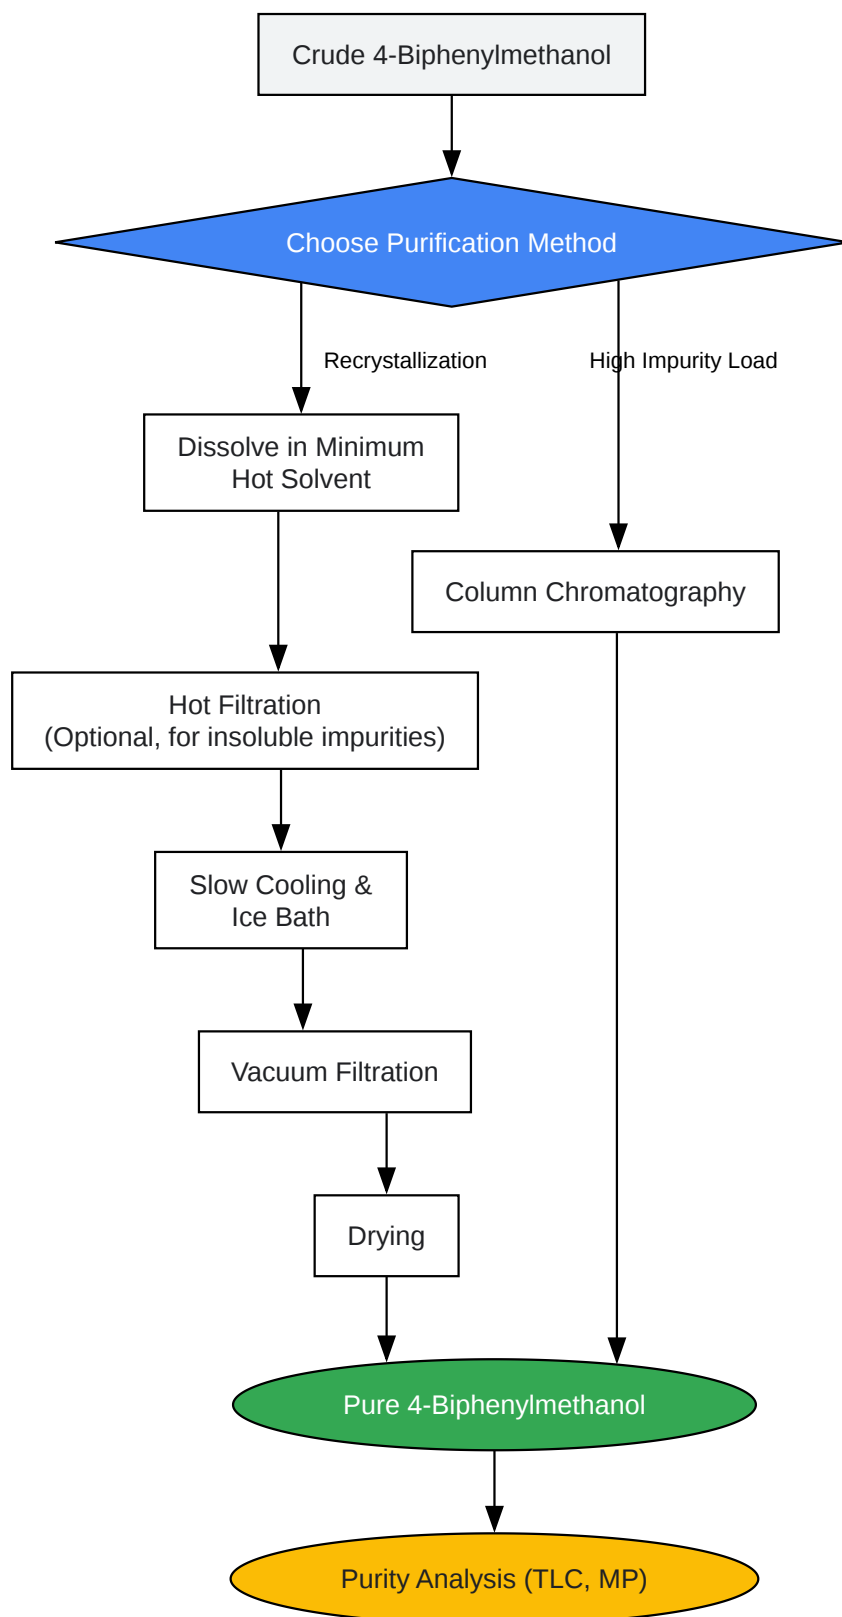 Crude 4-Biphenylmethanol
Choose Purification Method
Recrystallization
High Impurity Load
Dissolve in Minimum
Hot Solvent
Column Chromatography
Hot Filtration
(Optional, for insoluble impurities)
Slow Cooling &
Ice Bath
Vacuum Filtration
Drying
Pure 4-Biphenylmethanol
Purity Analysis (TLC, MP)